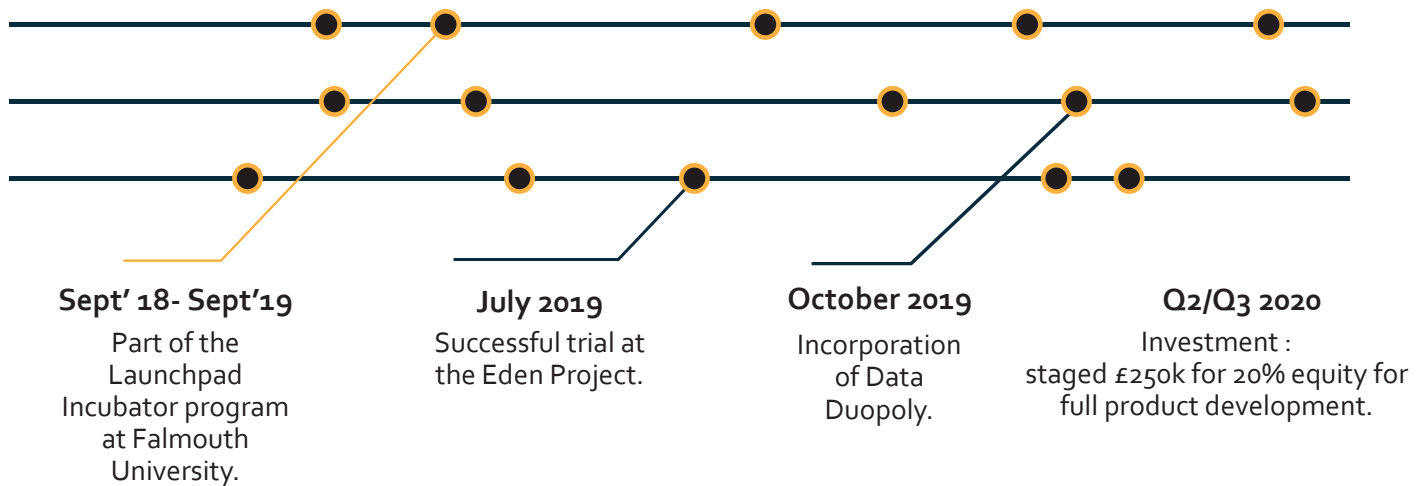 Sept’ 18- Sept’19
Part of the
Launchpad
Incubator program
at Falmouth
University.
July 2019
Successful trial at
the Eden Project.
October 2019
Incorporation
of Data
Duopoly.
Q2/Q3 2020
Investment :
staged £250k for 20% equity for
full product development.